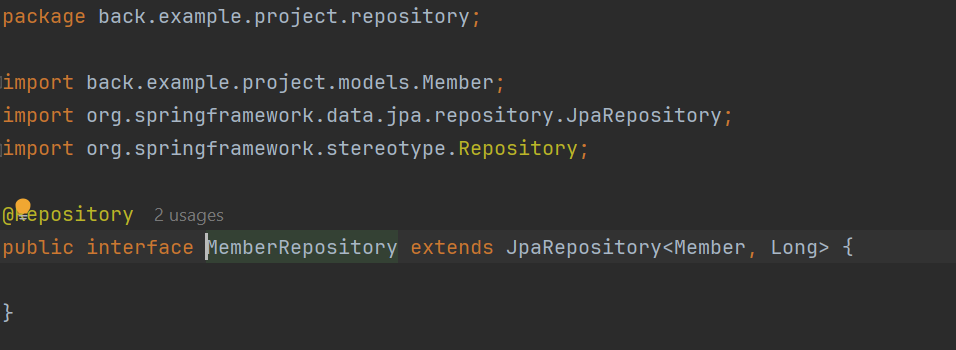 package back.example.project.repository;
import back.example.project.models.Member;
import org.springframework.data.jpa.repository.JpaRepository;
import org.springframework.stereotype.Repository;
@Repository 2 usages
public interface MemberRepository extends JpaRepository<Member, Long> {
}